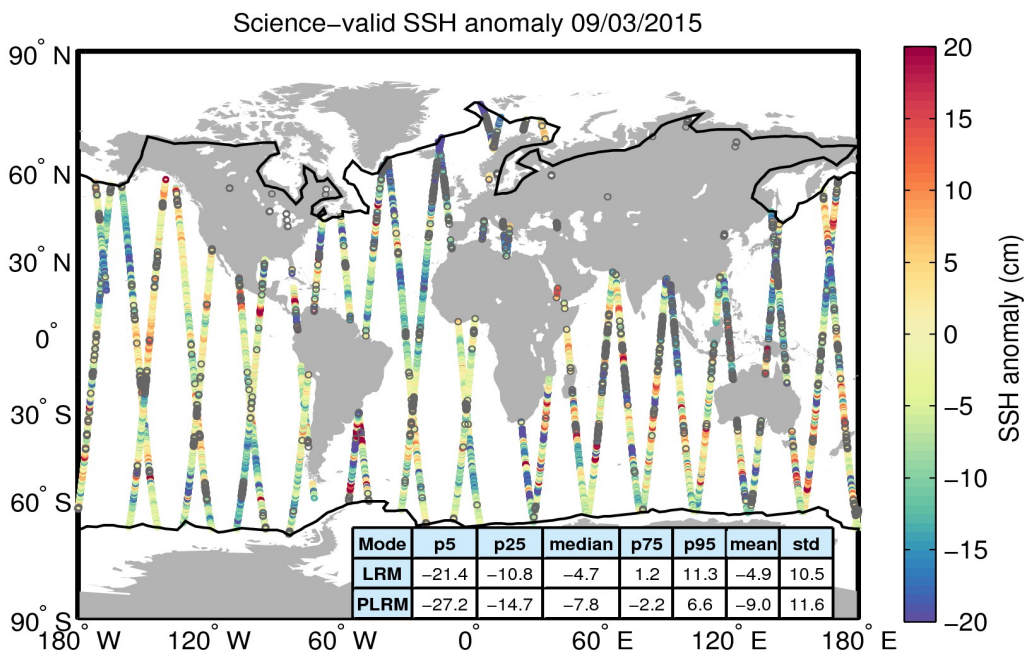 Science−valid SSH anomaly 09/03/2015
90° N
60° N
30° N
0°
30° S
60° S
90° S
180° W
120° W
60° W
0°
60° E
120° E
180° E
Mode p5 p25 median p75 p95 mean std
LRM −21.4 −10.8 −4.7 1.2 11.3 −4.9 10.5
PLRM −27.2 −14.7 −7.8 −2.2 6.6 −9.0 11.6
20
15
10
5
0
−5
−10
−15
−20
SSH anomaly (cm)